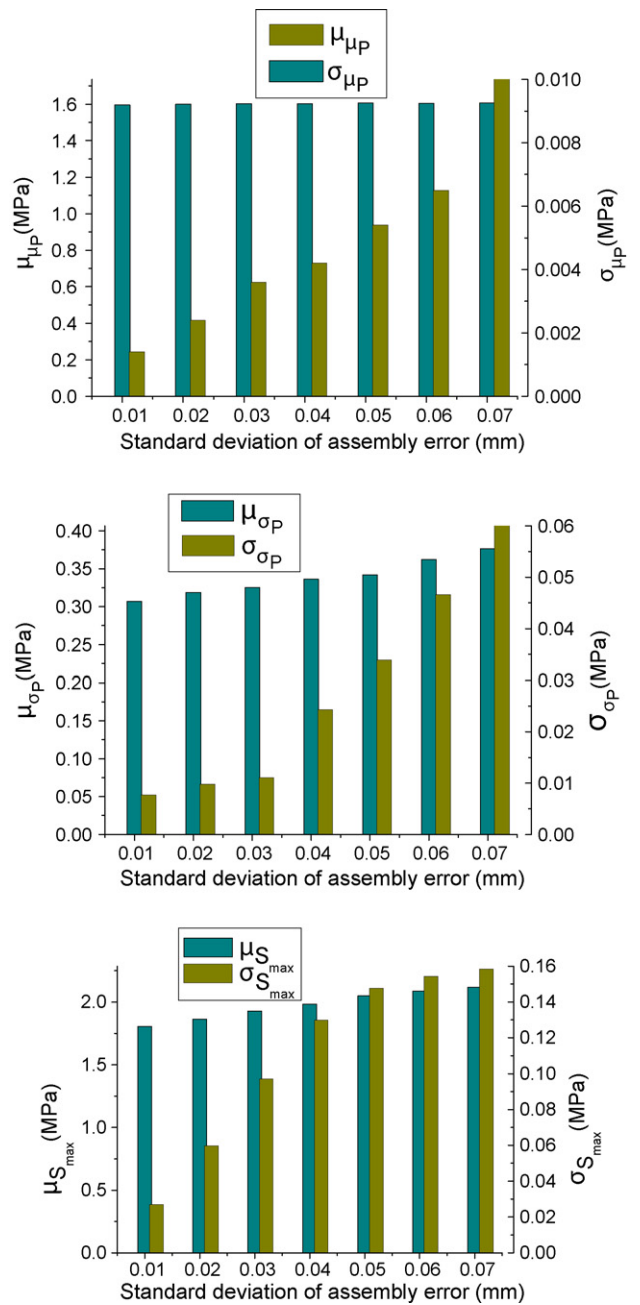 μμP
σμP
μμP(MPa)
1.6
1.4
1.2
1.0
0.8
0.6
0.4
0.2
0.0
0.010
0.008
0.006
0.004
0.002
0.000
σμP(MPa)
0.01 0.02 0.03 0.04 0.05 0.06 0.07
Standard deviation of assembly error (mm)
μσP
σσP
μσP(MPa)
0.40
0.35
0.30
0.25
0.20
0.15
0.10
0.05
0.00
0.06
0.05
0.04
0.03
0.02
0.01
0.00
σσP(MPa)
0.01 0.02 0.03 0.04 0.05 0.06 0.07
Standard deviation of assembly error (mm)
μSmax
σSmax
μSmax(MPa)
2.0
1.5
1.0
0.5
0.0
0.16
0.14
0.12
0.10
0.08
0.06
0.04
0.02
0.00
σSmax(MPa)
0.01 0.02 0.03 0.04 0.05 0.06 0.07
Standard deviation of assembly error (mm)